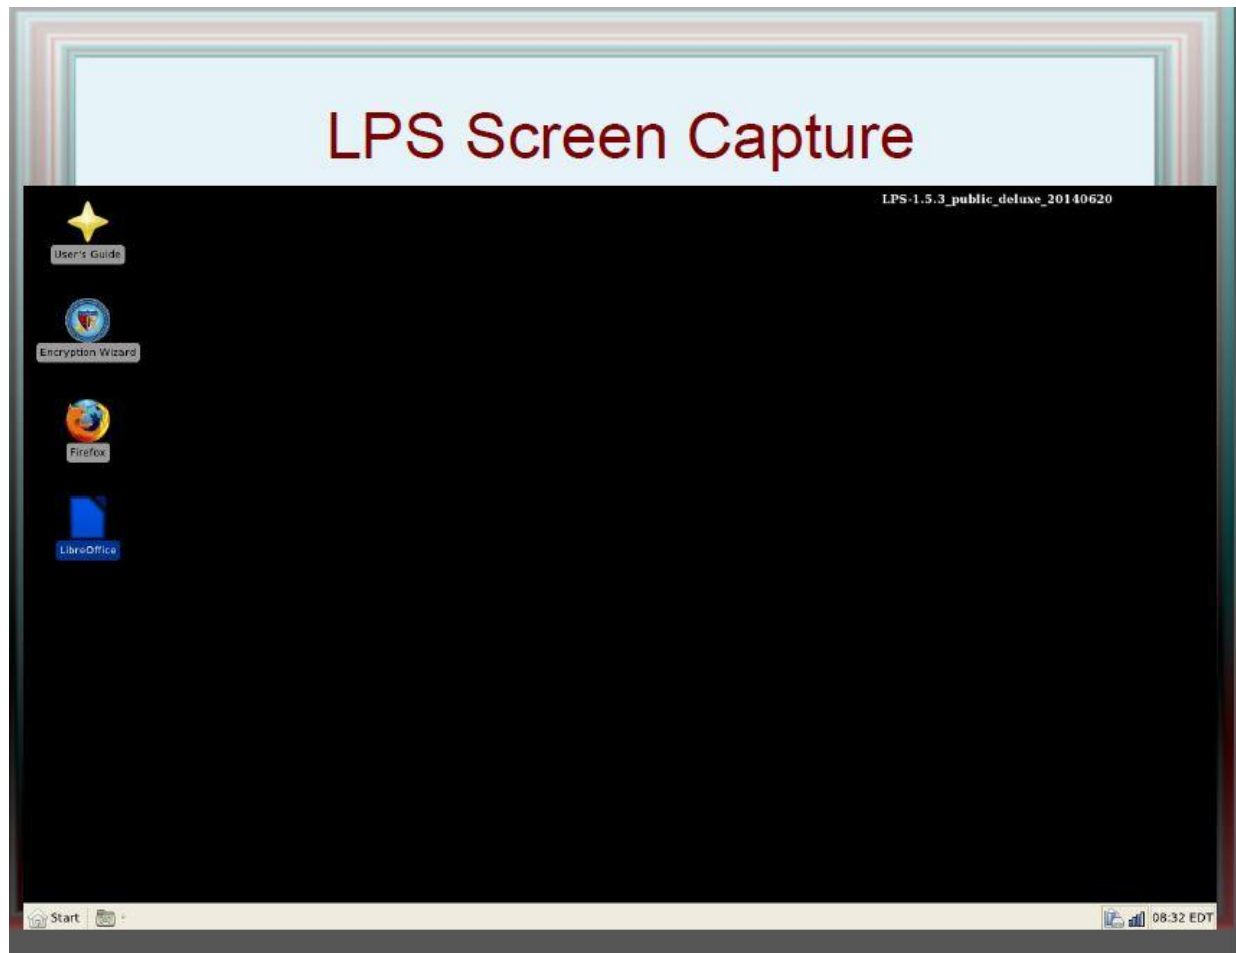 LPS Screen Capture
LPS-1.5.3_public_deluxe_20140620
User's Guide
Encryption Wizard
Firefox
LibreOffice
Start
08:32 EDT